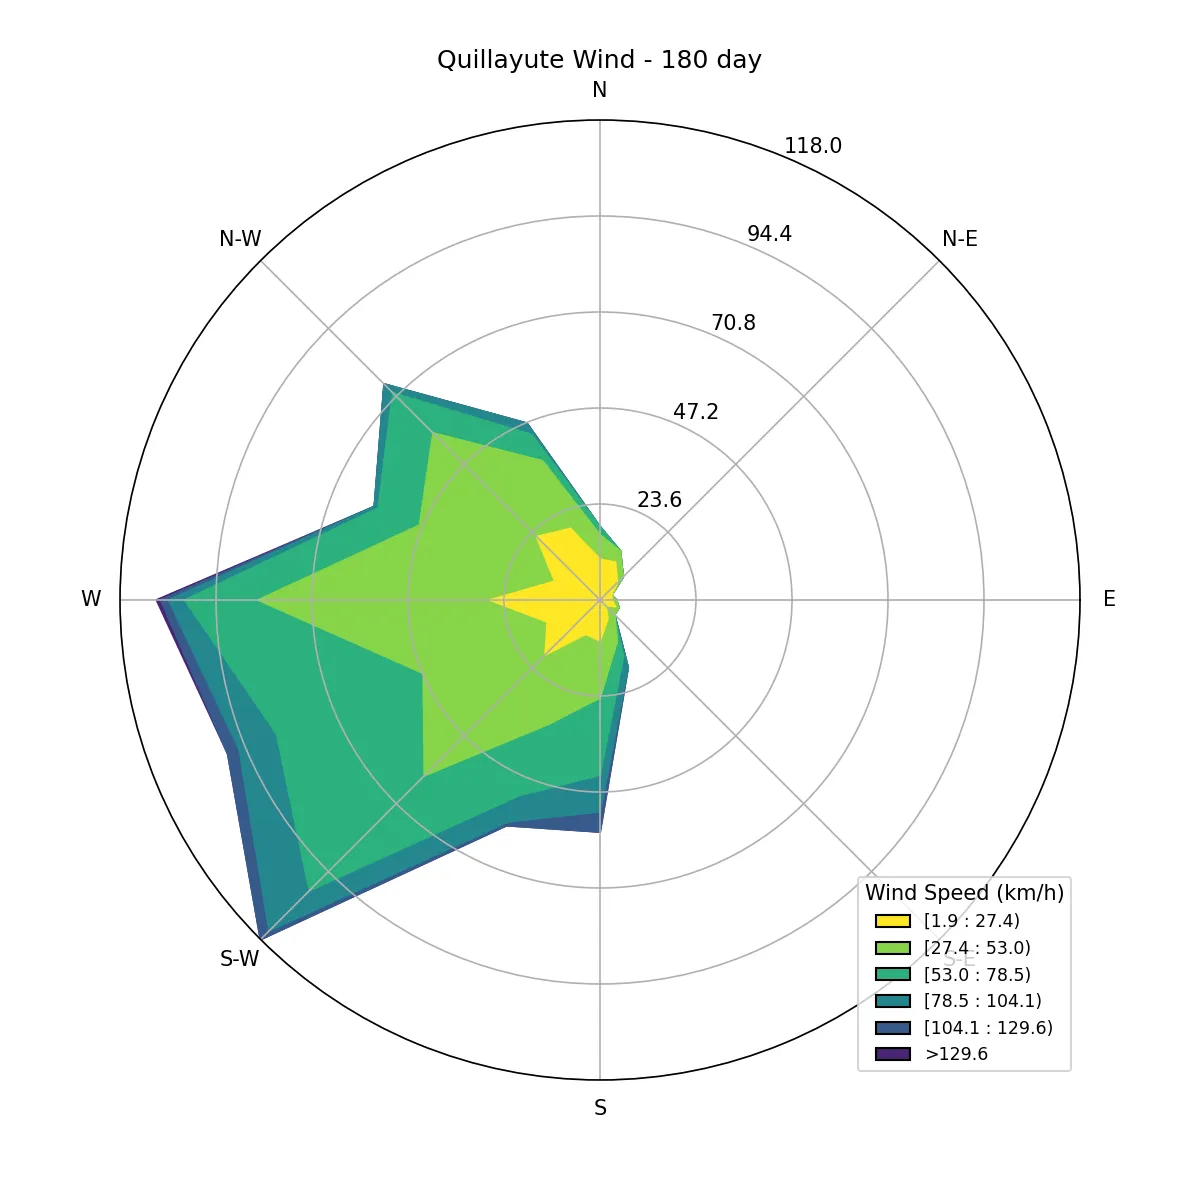 Quillayute Wind - 180 day
N
118.0
94.4
N-W
N-E
70.8
47.2
23.6
W
E
Wind Speed (km/h)
[1.9 : 27.4)
[27.4 : 53.0)
S-W
S-E
[53.0 : 78.5)
[78.5 : 104.1)
[104.1 : 129.6)
>129.6
S